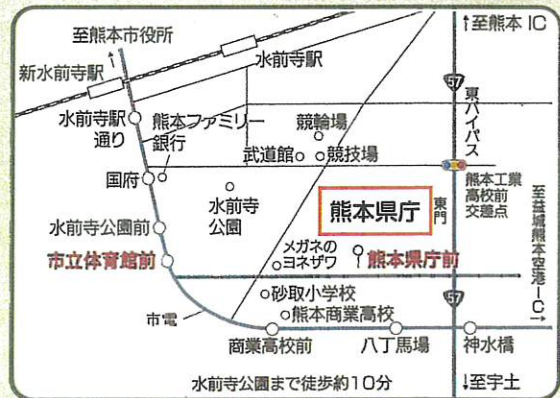 至熊本市役所
↑至熊本IC
新水前寺駅
水前寺駅
57
東バイパス
水前寺駅
通り
熊本ファミリー
銀行
競輪場
武道館
競技場
国府
水前寺
公園
熊本県庁
東門
熊本工業
高校前
交差点
至益城熊本空港IC→
水前寺公園前
メガネの
ヨネザワ
熊本県庁前
市立体育館前
砂取小学校
57
市電
熊本商業高校
商業高校前
八丁馬場
神水橋
水前寺公園まで徒歩約10分
↓至宇土